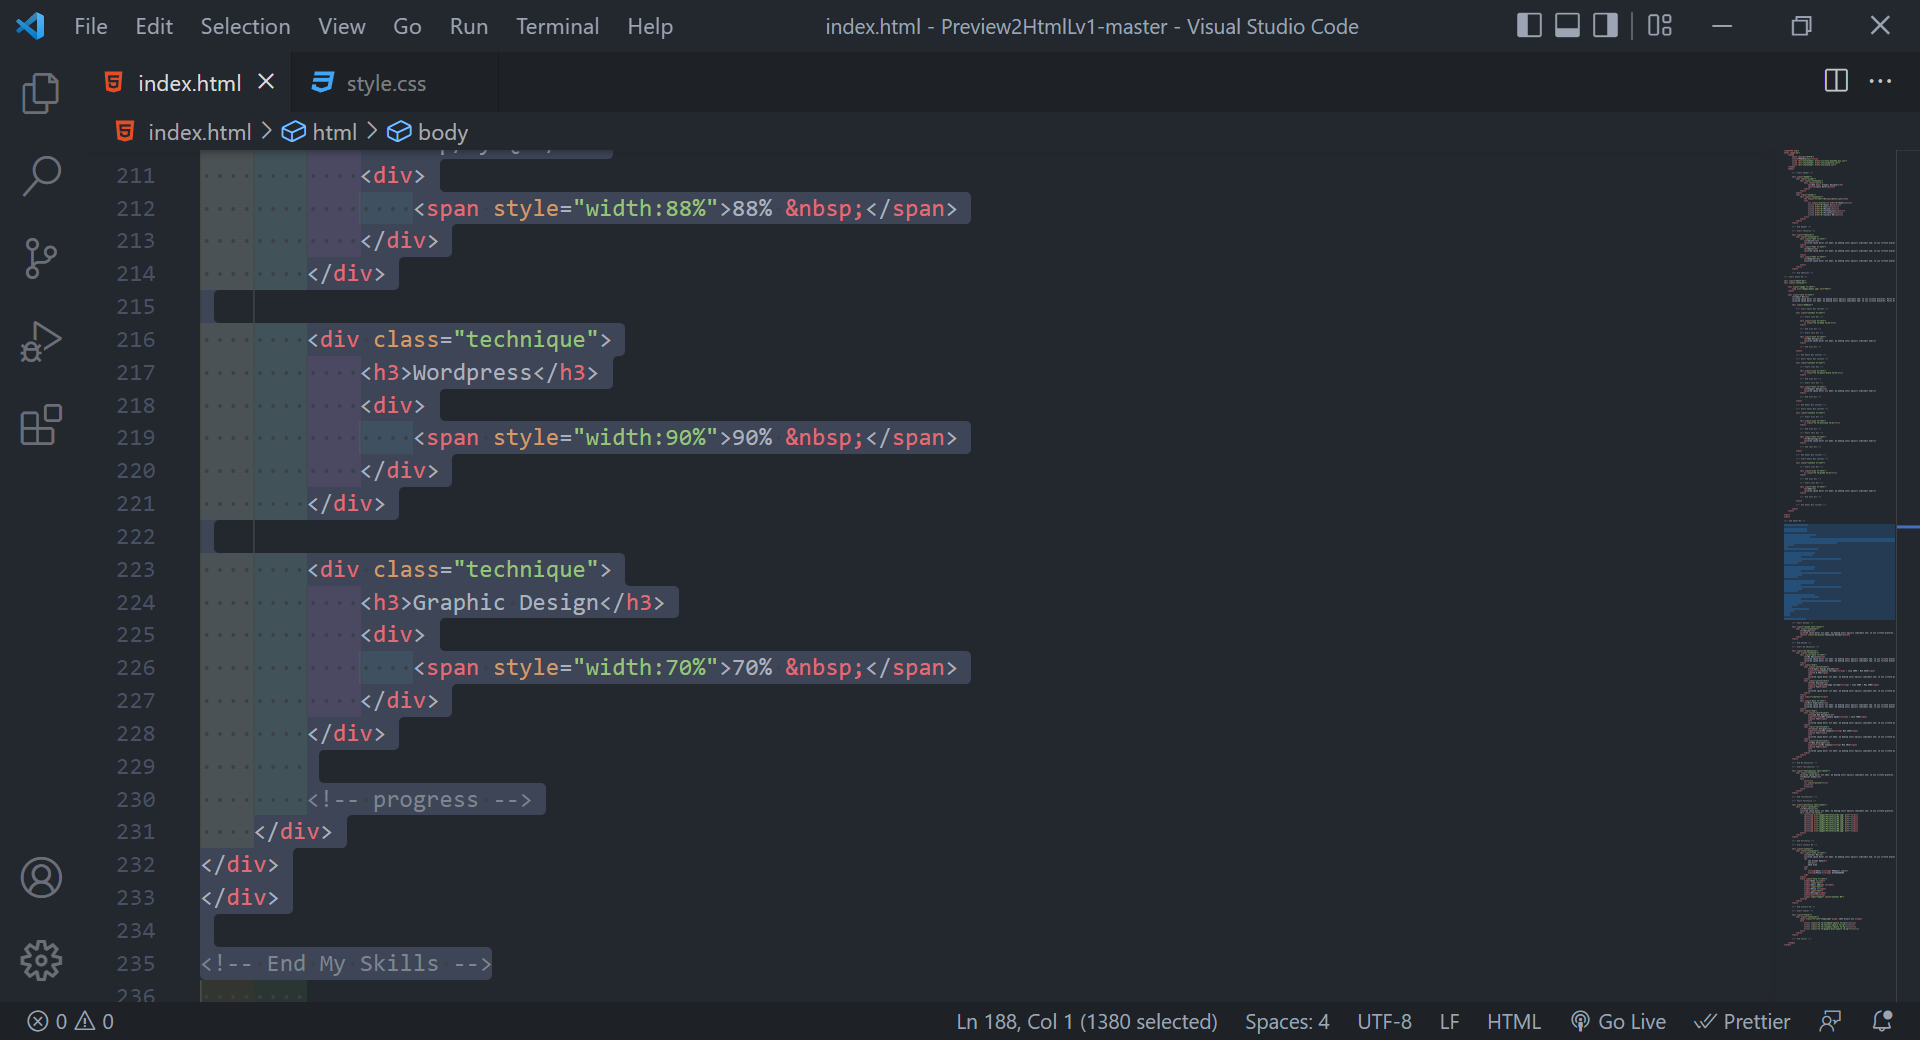 File Edit Selection View Go Run Terminal Help index.html - Preview2HtmlLv1-master - Visual Studio Code
index.html style.css
index.html > html > body
211 <div>
212 <span style="width:88%">88% &nbsp;</span>
213 </div>
214 </div>
215
216 <div class="technique">
217 <h3>Wordpress</h3>
218 <div>
219 <span style="width:90%">90% &nbsp;</span>
220 </div>
221 </div>
222
223 <div class="technique">
224 <h3>Graphic Design</h3>
225 <div>
226 <span style="width:70%">70% &nbsp;</span>
227 </div>
228 </div>
229
230 <!-- progress -->
231 </div>
232 </div>
233 </div>
234
235 <!-- End My Skills -->
236
0 0 Ln 188, Col 1 (1380 selected) Spaces: 4 UTF-8 LF HTML Go Live Prettier